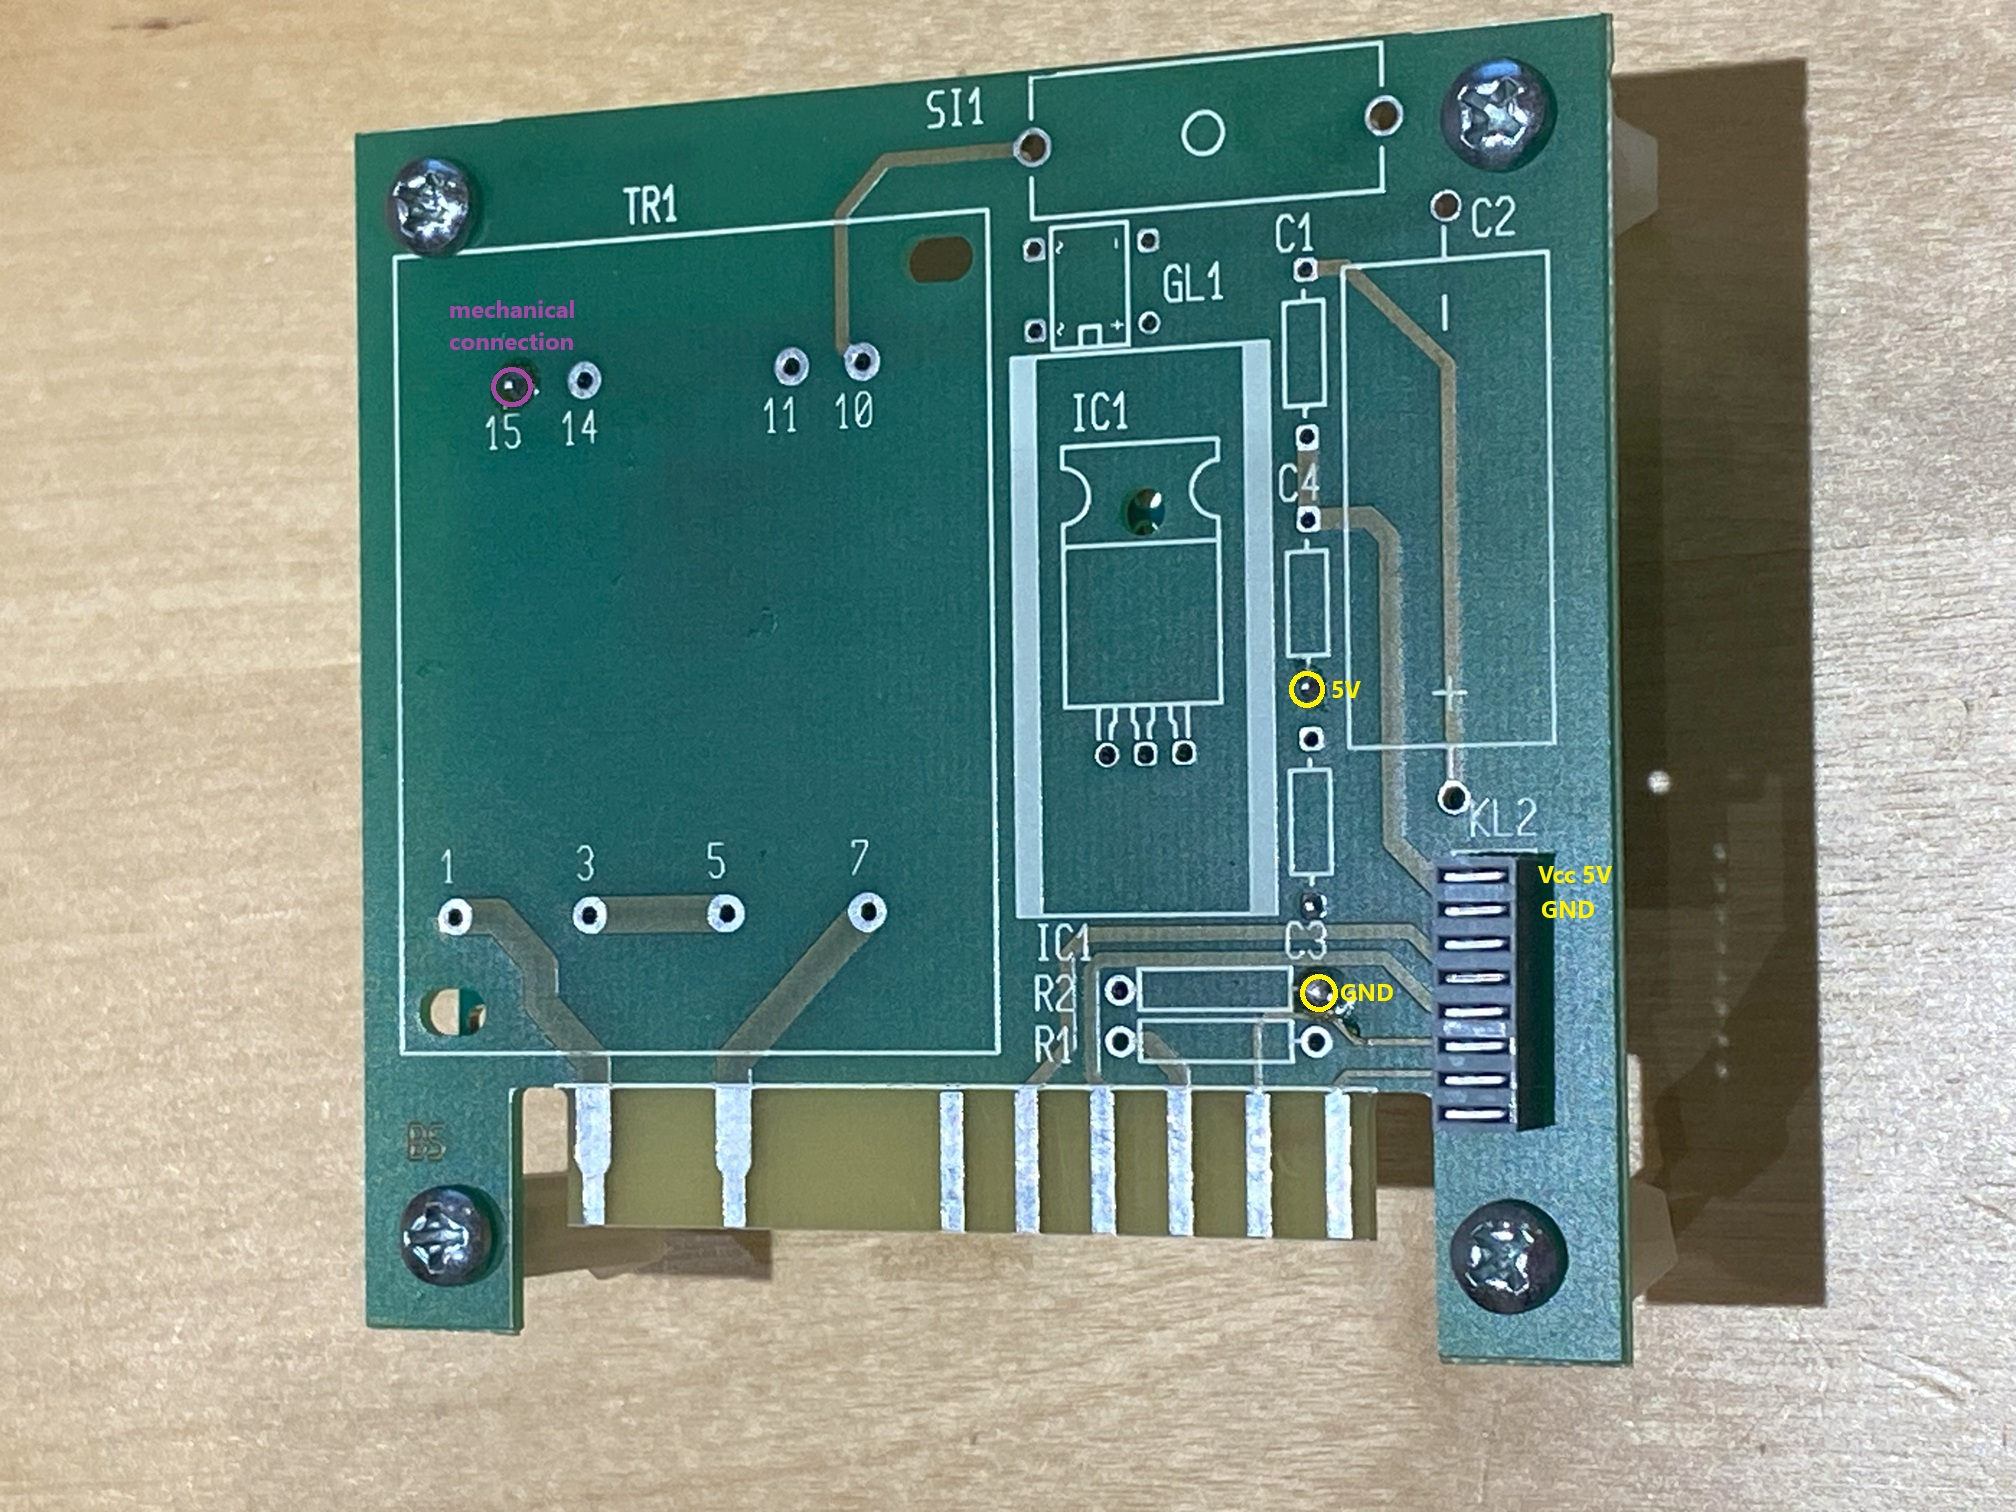 SI1
TR1
C2
C1
GL1
mechanical
connection
15
14
11
10
IC1
C4
5V
KL2
1
3
5
7
Vcc 5V
GND
IC1
C3
R2
GND
R1
B5